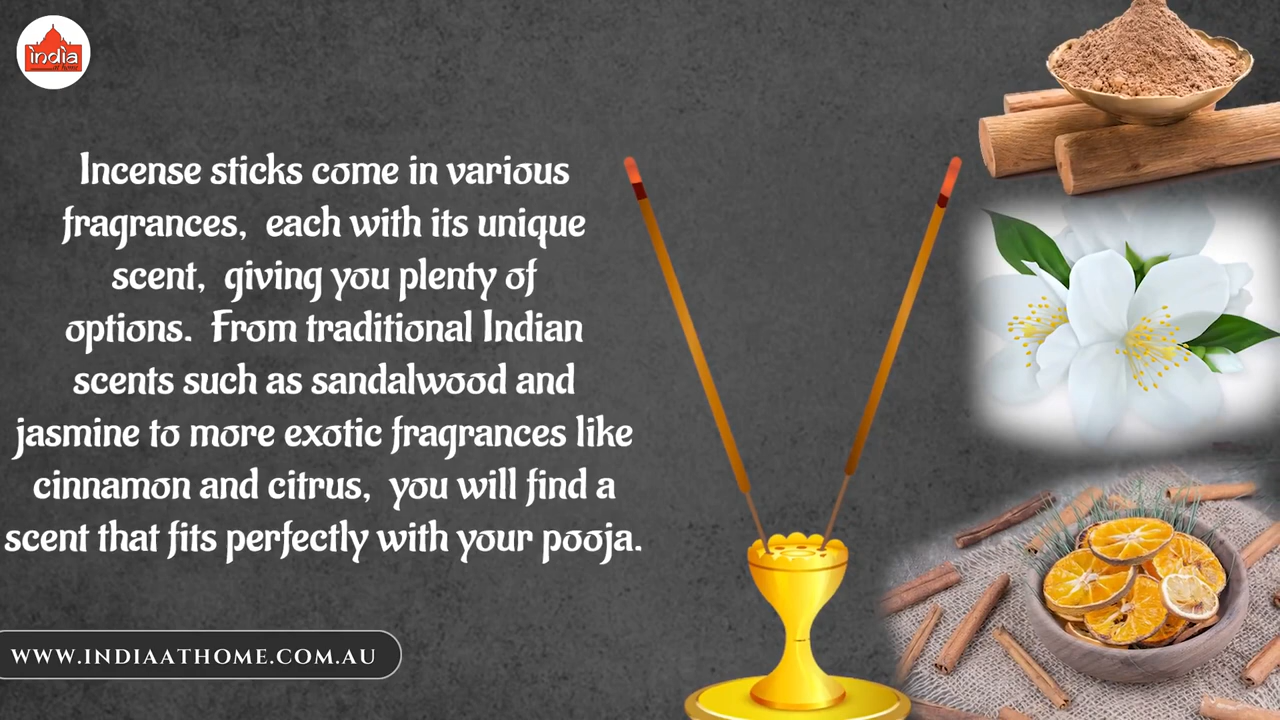 india
at home
Incense sticks come in various
fragrances, each with its unique
scent, giving you plenty of
options. From traditional Indian
scents such as sandalwood and
jasmine to more exotic fragrances like
cinnamon and citrus, you will find a
scent that fits perfectly with your pooja.
WWW.INDIAATHOME.COM.AU